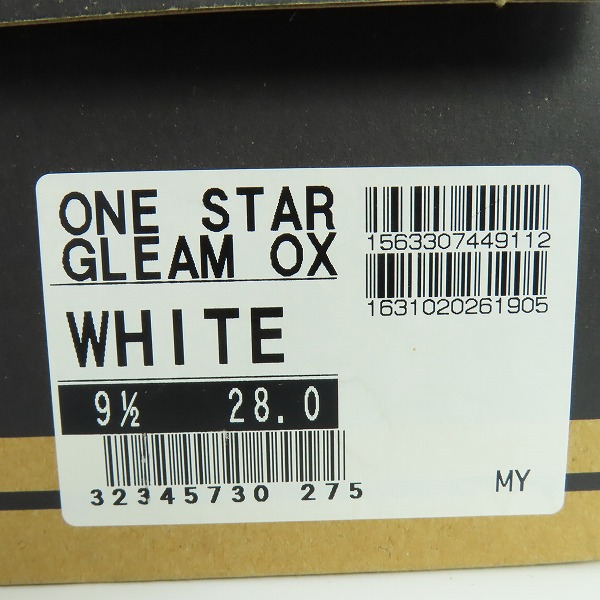 ONE STAR
GLEAM OX
WHITE
9½ 28.0
32345730 275
1563307449112
1631020261905
MY